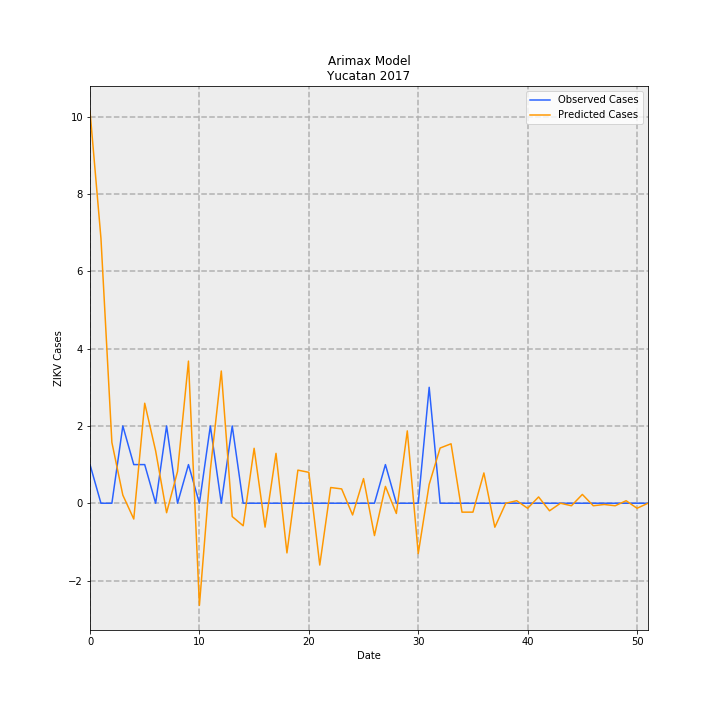 Arimax Model
Yucatan 2017
Observed Cases
Predicted Cases
ZIKV Cases
10
8
6
4
2
0
−2
0
10
20
30
40
50
Date